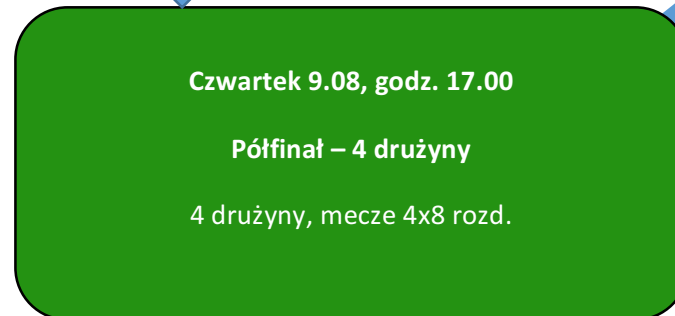 Czwartek 9.08, godz. 17.00
Półfinał – 4 drużyny
4 drużyny, mecze 4x8 rozd.